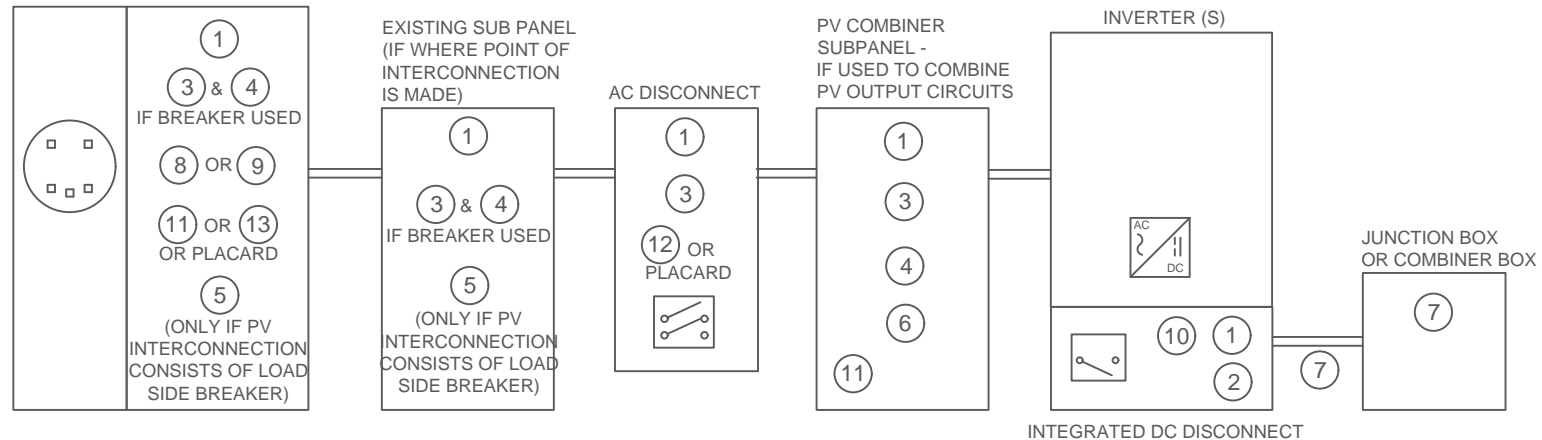 1
3 & 4
IF BREAKER USED
8 OR 9
11 OR 13
OR PLACARD
5
(ONLY IF PV
INTERCONNECTION
CONSISTS OF LOAD
SIDE BREAKER)
EXISTING SUB PANEL
(IF WHERE POINT OF
INTERCONNECTION
IS MADE)
1
3 & 4
IF BREAKER USED
5
(ONLY IF PV
INTERCONNECTION
CONSISTS OF LOAD
SIDE BREAKER)
AC DISCONNECT
1
3
12 OR
PLACARD
PV COMBINER
SUBPANEL -
IF USED TO COMBINE
PV OUTPUT CIRCUITS
1
3
4
6
11
INVERTER (S)
AC
DC
10 1
2
INTEGRATED DC DISCONNECT
7
JUNCTION BOX
OR COMBINER BOX
7